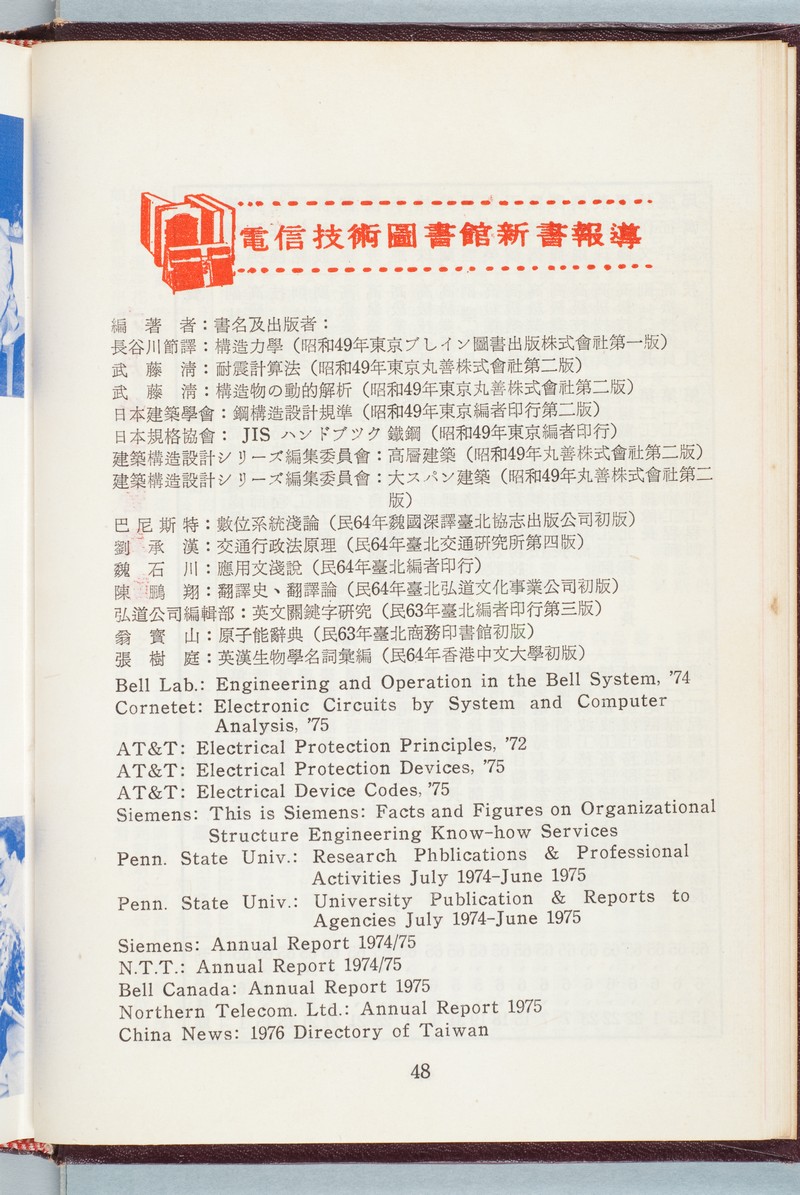 電信技術圖書館新書報導
編著者：書名及出版者：
長谷川節譯：構造力學（昭和49年東京ブレイン圖書出版株式會社第一版）
武藤淸：耐震計算法（昭和49年東京丸善株式會社第二版）
武藤淸：構造物の動的解析（昭和49年東京丸善株式會社第二版）
日本建築學會：鋼構造設計規準（昭和49年東京編者印行第二版）
日本規格協會： JIS ハンドブック 鐵鋼（昭和49年東京編者印行）
建築構造設計シリーズ編集委員會：高層建築（昭和49年丸善株式會社第二版）
建築構造設計シリーズ編集委員會：大スパン建築（昭和49年丸善株式會社第二
版）
巴尼斯特：數位系統淺論（民64年魏國深譯臺北協志出版公司初版）
劉承漢：交通行政法原理（民64年臺北交通研究所第四版）
魏石川：應用文淺說（民64年臺北編者印行）
陳鵬翔：翻譯史、翻譯論（民64年臺北弘道文化事業公司初版）
弘道公司編輯部：英文關鍵字研究（民63年臺北編者印行第三版）
翁寶山：原子能辭典（民63年臺北商務印書館初版）
張樹庭：英漢生物學名詞彙編（民64年香港中文大學初版）
Bell Lab.: Engineering and Operation in the Bell System, '74
Cornetet: Electronic Circuits by System and Computer
Analysis, '75
AT&T: Electrical Protection Principles, '72
AT&T: Electrical Protection Devices, '75
AT&T: Electrical Device Codes, '75
Siemens: This is Siemens: Facts and Figures on Organizational
Structure Engineering Know-how Services
Penn. State Univ.: Research Phblications & Professional
Activities July 1974-June 1975
Penn. State Univ.: University Publication & Reports to
Agencies July 1974-June 1975
Siemens: Annual Report 1974/75
N.T.T.: Annual Report 1974/75
Bell Canada: Annual Report 1975
Northern Telecom. Ltd.: Annual Report 1975
China News: 1976 Directory of Taiwan
48